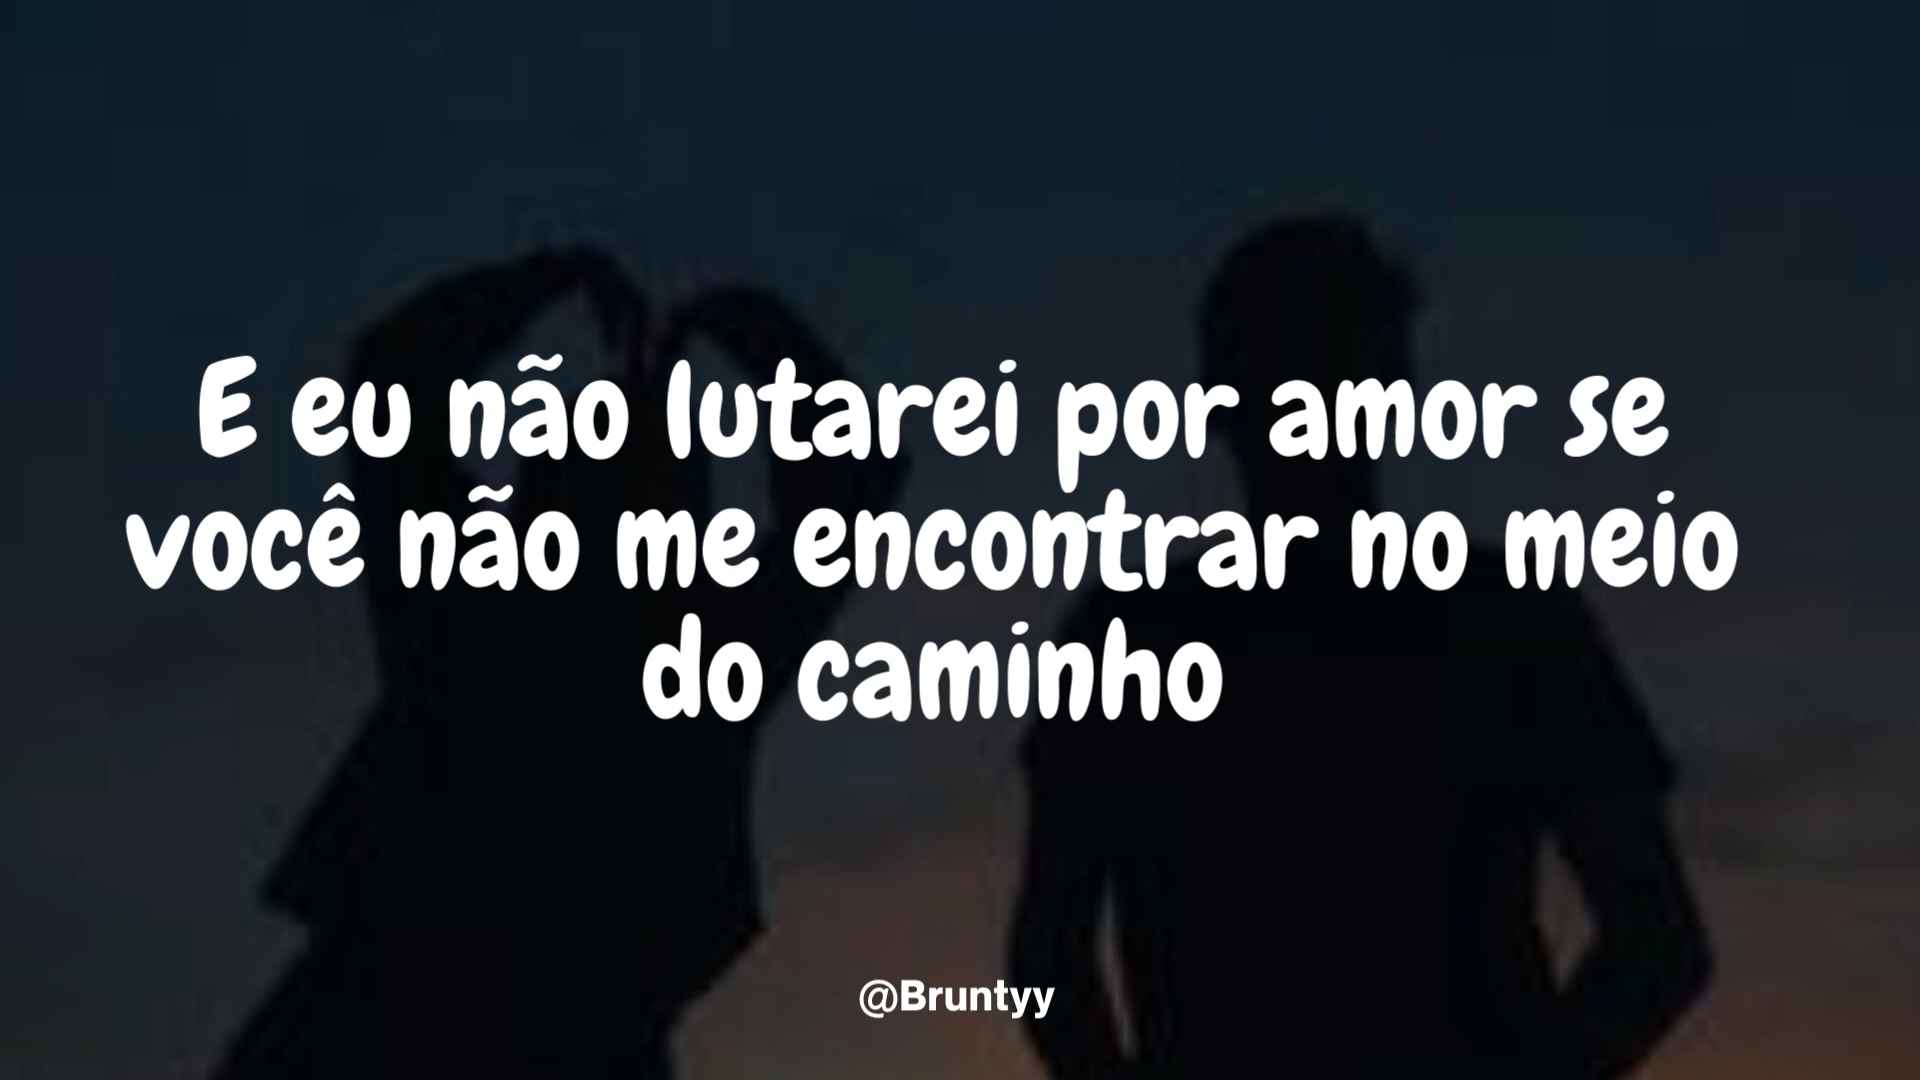 E eu não lutarei por amor se
você não me encontrar no meio
do caminho
@Bruntyy